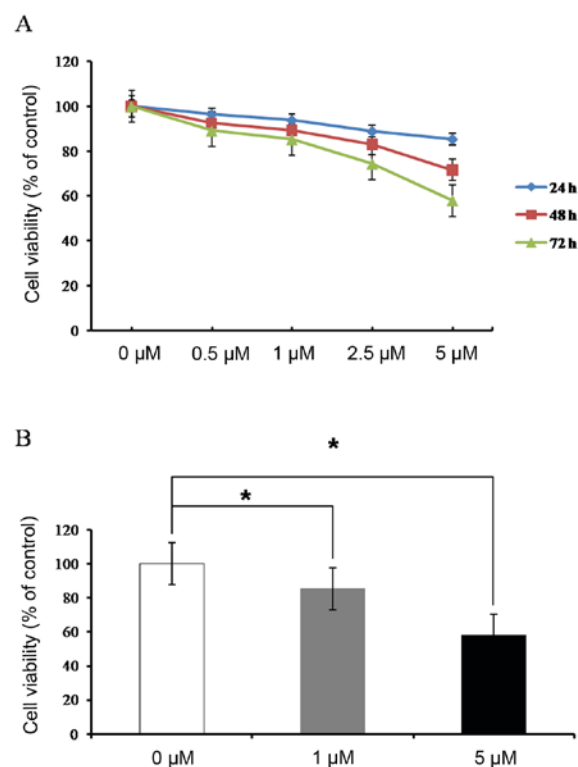 A
Cell viability (% of control)
120
100
80
60
40
20
0
0 µM 0.5 µM 1 µM 2.5 µM 5 µM
24 h
48 h
72 h
B
*
*
Cell viability (% of control)
120
100
80
60
40
20
0
0 µM 1 µM 5 µM